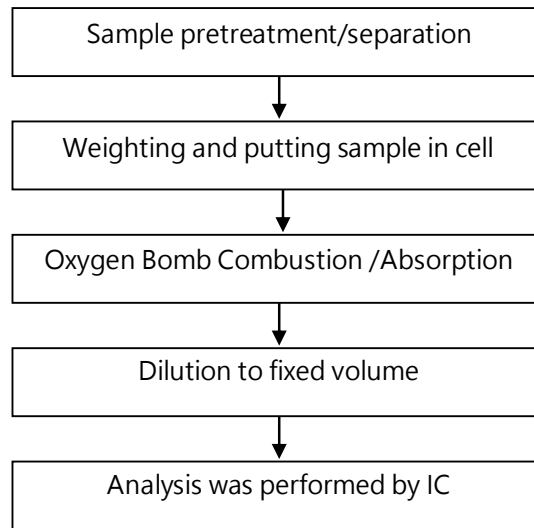 Sample pretreatment/separation
Weighting and putting sample in cell
Oxygen Bomb Combustion /Absorption
Dilution to fixed volume
Analysis was performed by IC